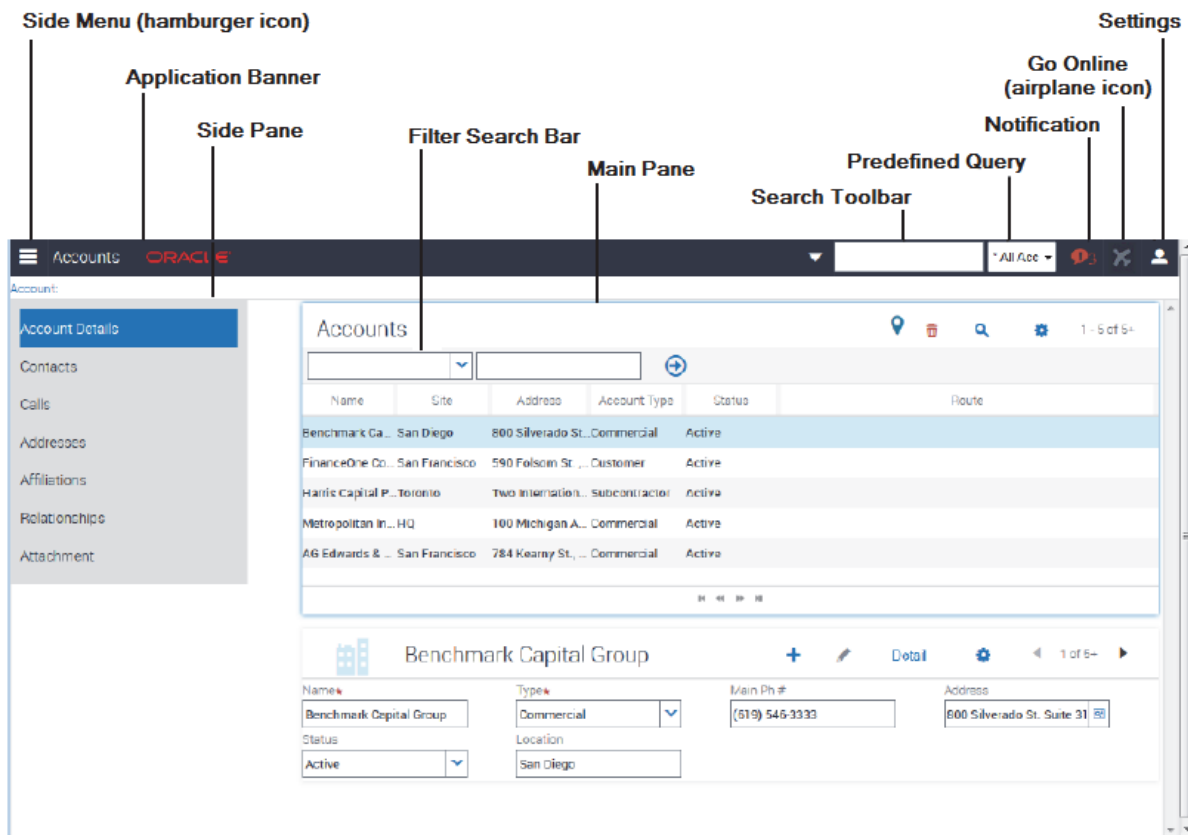 Side Menu (hamburger icon)
Settings
Application Banner
Go Online
(airplane icon)
Side Pane
Filter Search Bar
Notification
Main Pane
Predefined Query
Search Toolbar
Accounts ORACLE
* All Acc
3
Account:
Account Details
Contacts
Calls
Addresses
Affiliations
Relationships
Attachment
Accounts
1 - 5 of 5+
Name Site Address Account Type Status Route
Benchmark Ca... San Diego 800 Silverado St... Commercial Active
FinanceOne Co... San Francisco 590 Folsom St. ,... Customer Active
Harris Capital P... Toronto Two Internation... Subcontractor Active
Metropolitan In... HQ 100 Michigan A... Commercial Active
AG Edwards & ... San Francisco 784 Kearny St., ... Commercial Active
Benchmark Capital Group
Detail
1 of 5+
Name★ Type★ Main Ph # Address
Benchmark Capital Group Commercial (619) 546-3333 800 Silverado St. Suite 31
Status Location
Active San Diego